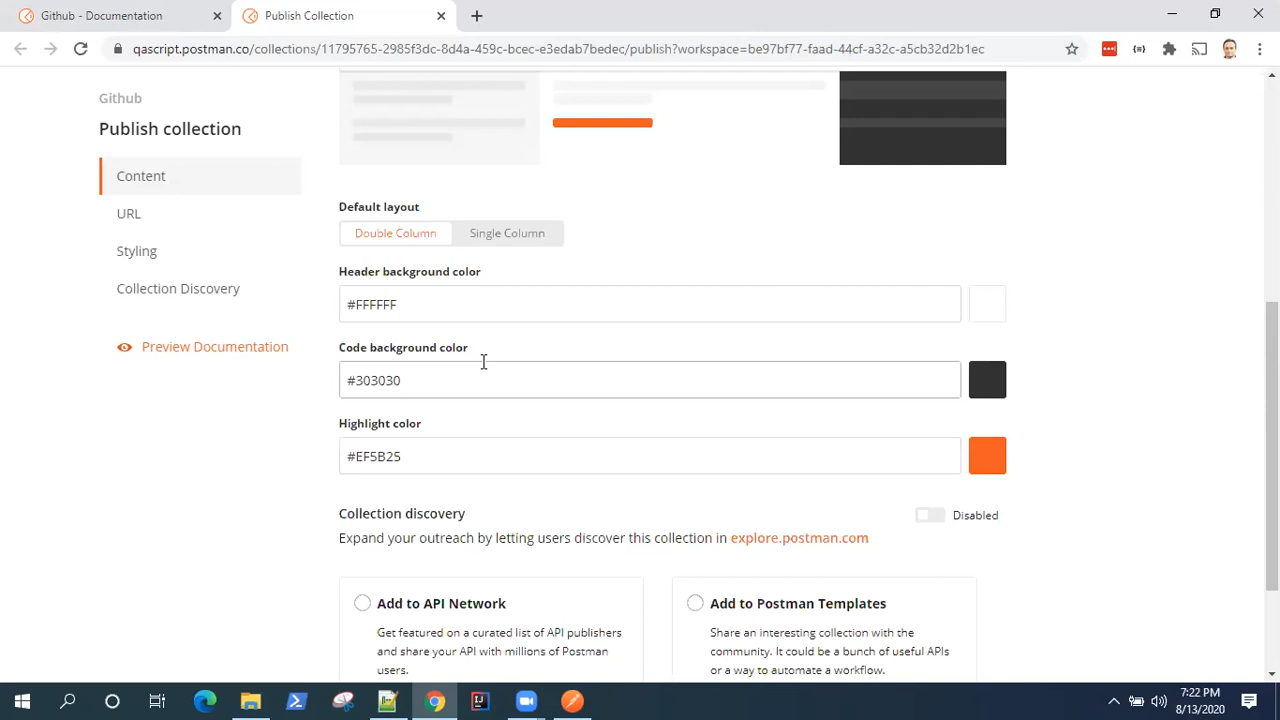 Github - Documentation
Publish Collection
qascript.postman.co/collections/11795765-2985f3dc-8d4a-459c-bcec-e3edab7bedec/publish?workspace=be97bf77-faad-44cf-a32c-a5cb32d2b1ec
Github
Publish collection
Content
URL
Styling
Collection Discovery
Preview Documentation
Default layout
Double Column
Single Column
Header background color
#FFFFFF
Code background color
#303030
Highlight color
#EF5B25
Collection discovery
Disabled
Expand your outreach by letting users discover this collection in explore.postman.com
Add to API Network
Get featured on a curated list of API publishers
and share your API with millions of Postman
users.
Add to Postman Templates
Share an interesting collection with the
community. It could be a bunch of useful APIs
or a way to automate a workflow.
7:22 PM
8/13/2020